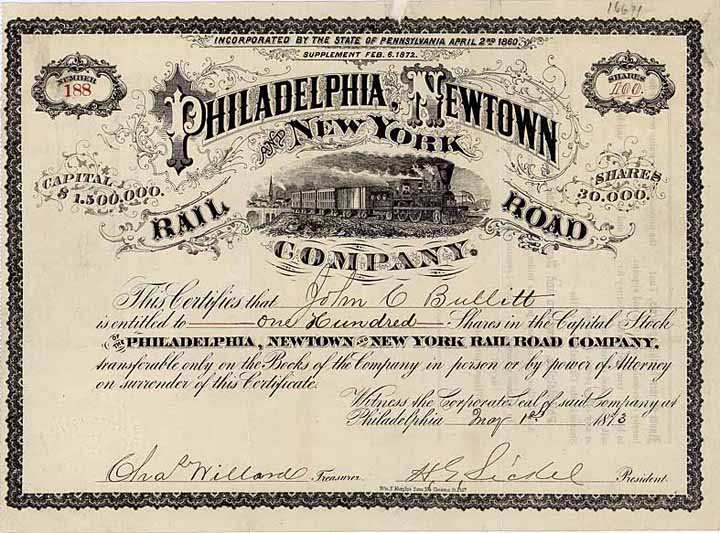 16671
INCORPORATED BY THE STATE OF PENNSYLVANIA APRIL 2ND 1860.
SUPPLEMENT FEB. 6. 1872.
NUMBER
188
SHARES
100
PHILADELPHIA, NEWTOWN
AND NEW YORK
CAPITAL
$ 1,500,000.
SHARES
30,000.
RAIL ROAD
COMPANY.
This Certifies that John C Bullitt
is entitled to one Hundred Shares in the Capital Stock
OF THE PHILADELPHIA, NEWTOWN AND NEW YORK RAIL ROAD COMPANY,
transferable only on the Books of the Company in person or by power of Attorney
on surrender of this Certificate.
Witness the Corporate Seal of said Company at
Philadelphia May 1st 1873
Chas Willard Treasurer. H G Sickel President.